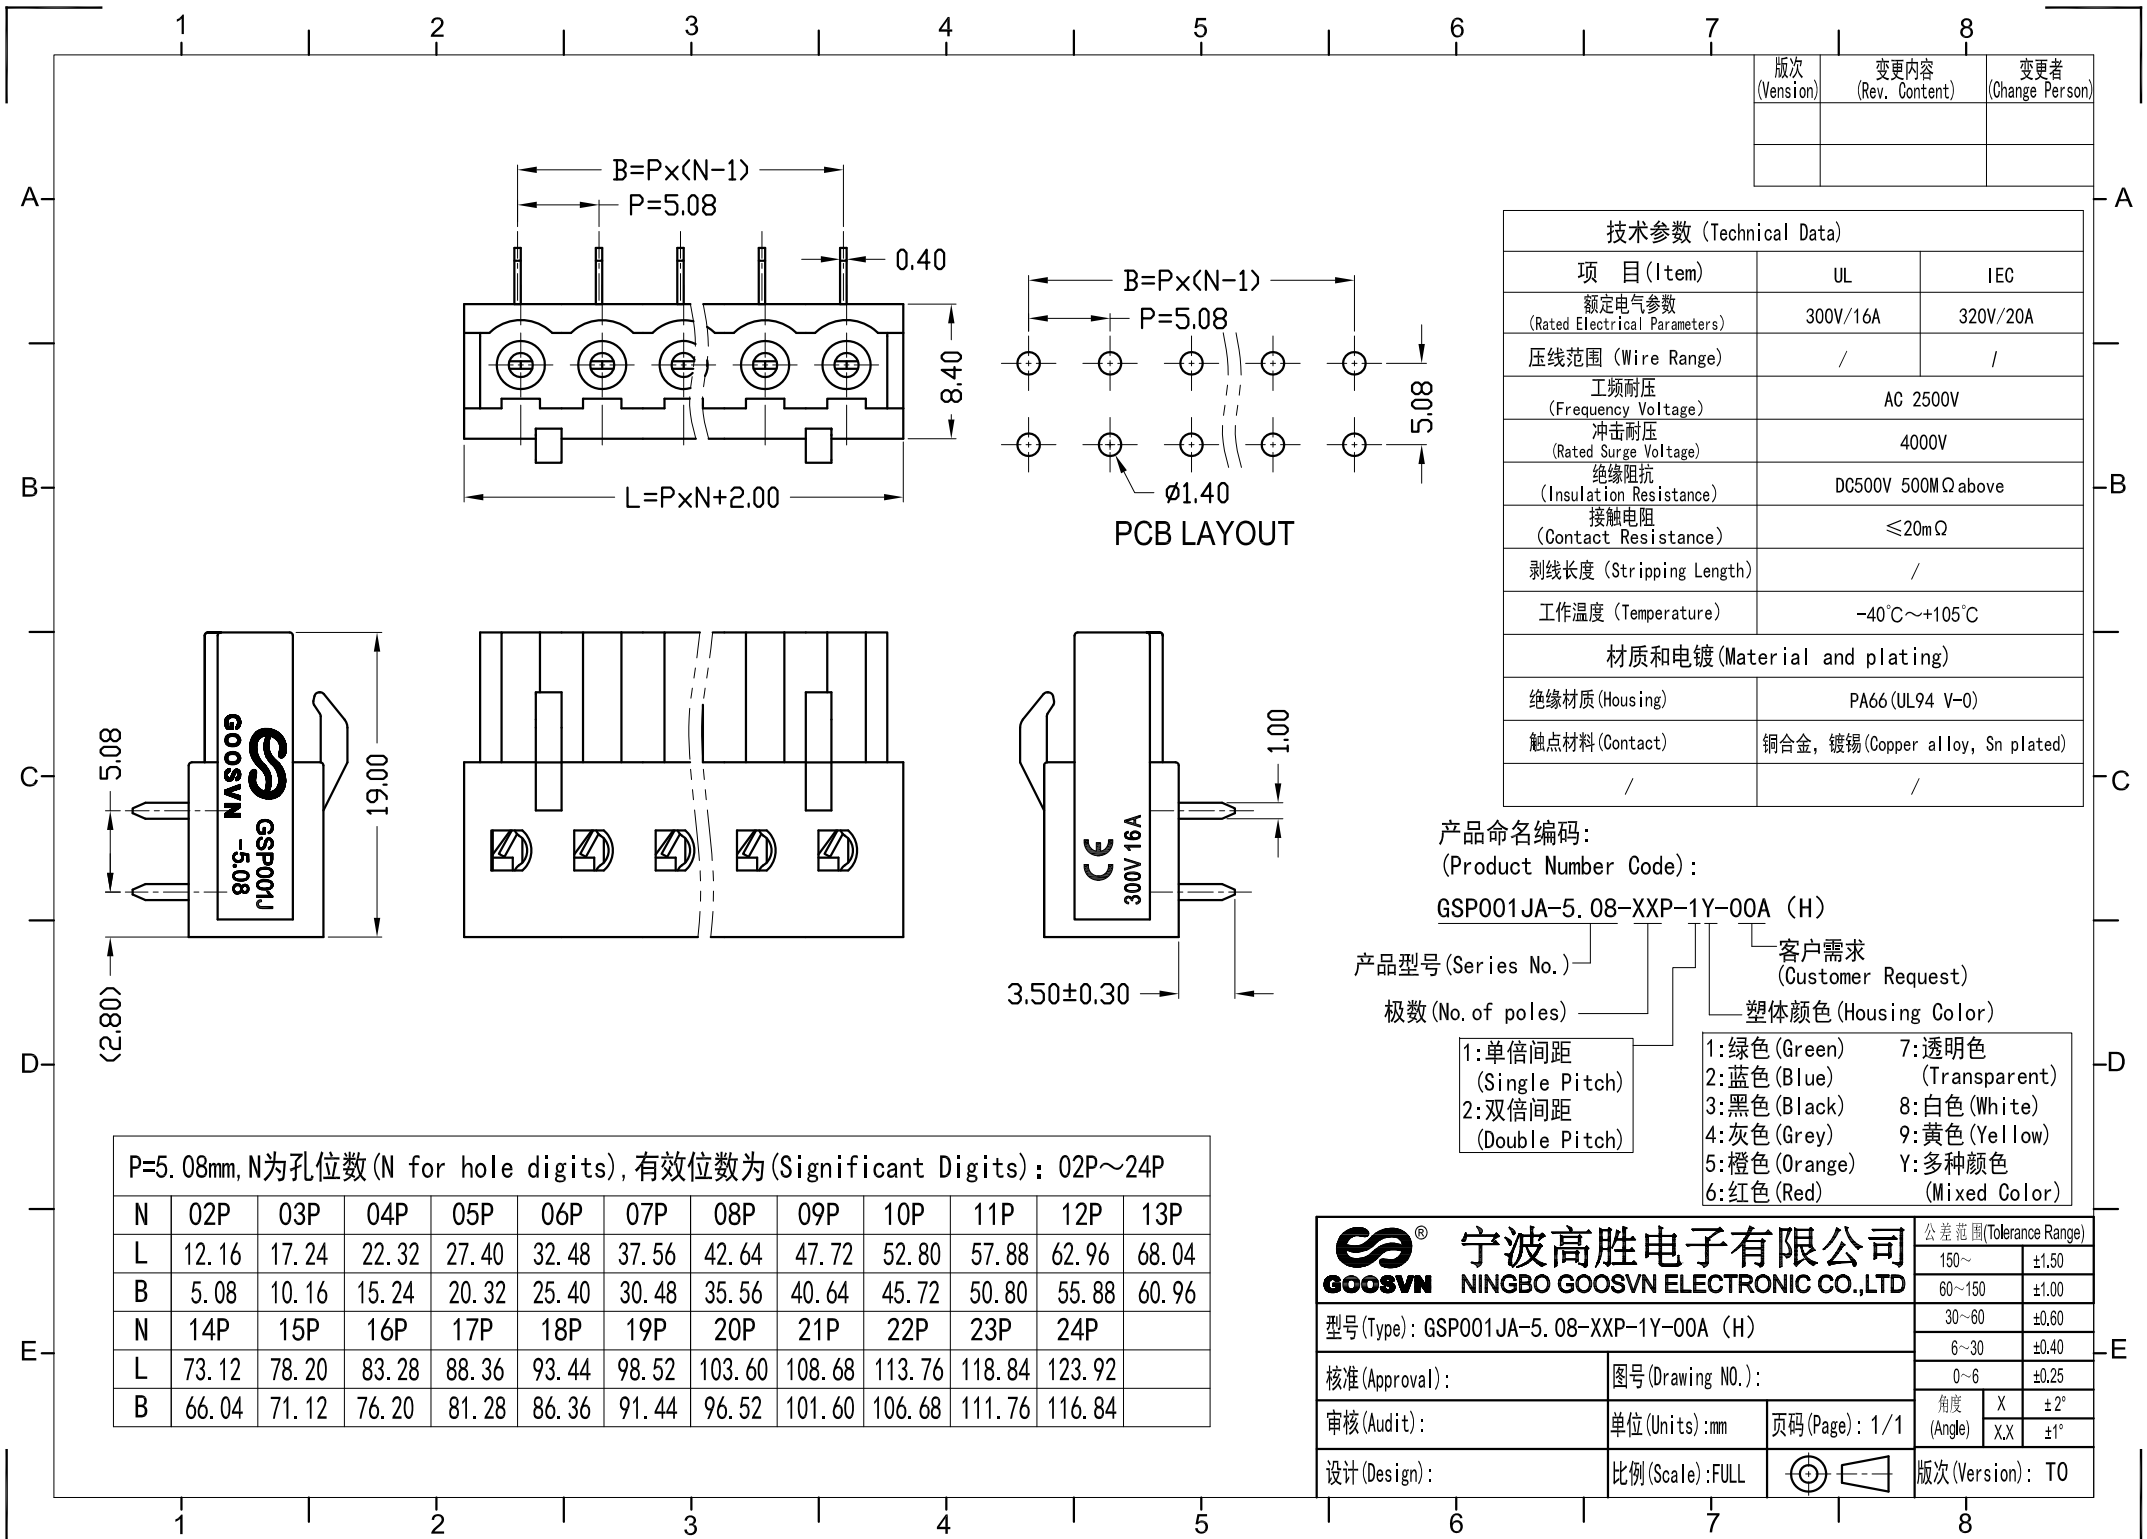 1 2 3 4 5 6 7 8
版次 变更内容 变更者
(Vension) (Rev. Content) (Change Person)
A A
B B
C C
D D
E E
B=Px(N-1)
P=5.08
0.40
8.40
L=PxN+2.00
B=Px(N-1)
P=5.08
5.08
ø1.40
PCB LAYOUT
技术参数 (Technical Data)
项 目(Item) UL IEC
额定电气参数
(Rated Electrical Parameters) 300V/16A 320V/20A
压线范围 (Wire Range) / /
工频耐压
(Frequency Voltage) AC 2500V
冲击耐压
(Rated Surge Voltage) 4000V
绝缘阻抗
(Insulation Resistance) DC500V 500MΩabove
接触电阻
(Contact Resistance) ≤20mΩ
剥线长度 (Stripping Length) /
工作温度 (Temperature) -40℃～+105℃
材质和电镀(Material and plating)
绝缘材质(Housing) PA66(UL94 V-0)
触点材料(Contact) 铜合金, 镀锡(Copper alloy, Sn plated)
/ /
5.08
(2.80)
GOOSVN
GSP001J
-5.08
19.00
CE
300V 16A
1.00
3.50±0.30
产品命名编码:
(Product Number Code):
GSP001JA-5.08-XXP-1Y-00A (H)
产品型号(Series No.)
客户需求
(Customer Request)
极数(No.of poles)
塑体颜色(Housing Color)
1:单倍间距
(Single Pitch)
2:双倍间距
(Double Pitch)
1:绿色(Green) 7:透明色
2:蓝色(Blue) (Transparent)
3:黑色(Black) 8:白色(White)
4:灰色(Grey) 9:黄色(Yellow)
5:橙色(Orange) Y:多种颜色
6:红色(Red) (Mixed Color)
P=5.08mm,N为孔位数(N for hole digits),有效位数为(Significant Digits): 02P～24P
N 02P 03P 04P 05P 06P 07P 08P 09P 10P 11P 12P 13P
L 12.16 17.24 22.32 27.40 32.48 37.56 42.64 47.72 52.80 57.88 62.96 68.04
B 5.08 10.16 15.24 20.32 25.40 30.48 35.56 40.64 45.72 50.80 55.88 60.96
N 14P 15P 16P 17P 18P 19P 20P 21P 22P 23P 24P
L 73.12 78.20 83.28 88.36 93.44 98.52 103.60 108.68 113.76 118.84 123.92
B 66.04 71.12 76.20 81.28 86.36 91.44 96.52 101.60 106.68 111.76 116.84
® 宁波高胜电子有限公司
GOOSVN NINGBO GOOSVN ELECTRONIC CO.,LTD
型号(Type): GSP001JA-5.08-XXP-1Y-00A (H)
核准(Approval): 图号(Drawing NO.):
审核(Audit): 单位(Units):mm 页码(Page): 1/1
设计(Design): 比例(Scale):FULL
公差范围(Tolerance Range)
150~ ±1.50
60~150 ±1.00
30~60 ±0.60
6~30 ±0.40
0~6 ±0.25
角度 X ±2°
(Angle) X.X ±1°
版次(Version): T0
1 2 3 4 5 6 7 8